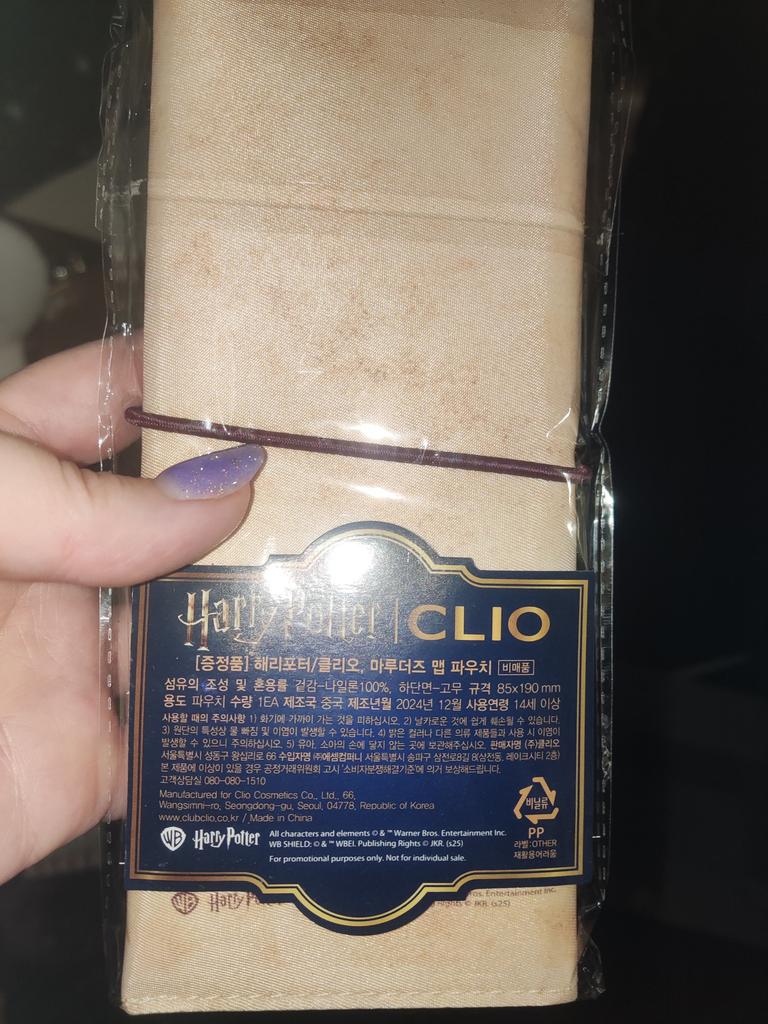 Harry Potter | CLIO
[증정품] 해리포터/클리오, 마루더즈 맵 파우치 비매품
섬유의 조성 및 혼용률 겉감-나일론100%, 하단면-고무 규격 85x190 mm
용도 파우치 수량 1EA 제조국 중국 제조년월 2024년 12월 사용연령 14세 이상
사용할 때의 주의사항 1) 화기에 가까이 가는 것을 피하십시오. 2) 날카로운 것에 쉽게 훼손될 수 있습니다.
3) 원단의 특성상 물 빠짐 및 이염이 발생할 수 있습니다. 4) 밝은 컬러나 다른 의류 제품들과 사용 시 이염이
발생할 수 있으니 주의하십시오. 5) 유아, 소아의 손에 닿지 않는 곳에 보관해주십시오. 판매자명 (주)클리오
서울특별시 성동구 왕십리로 66 수입자명 ㈜에셈컴퍼니 서울특별시 송파구 삼전로8길 8(삼전동, 레이크시티 2층)
본 제품에 이상이 있을 경우 공정거래위원회 고시 '소비자분쟁해결기준'에 의거 보상해드립니다.
고객상담실 080-080-1510
Manufactured for Clio Cosmetics Co., Ltd., 66,
Wangsimni-ro, Seongdong-gu, Seoul, 04778, Republic of Korea
www.clubclio.co.kr / Made in China
비닐류
PP
라벨:OTHER
재활용어려움
WB Harry Potter
All characters and elements © & ™ Warner Bros. Entertainment Inc.
WB SHIELD: © & ™ WBEI. Publishing Rights © JKR. (s25)
For promotional purposes only. Not for individual sale.
WB Harry Potter
Bros. Entertainment Inc.
Rights © JKR. (s25)